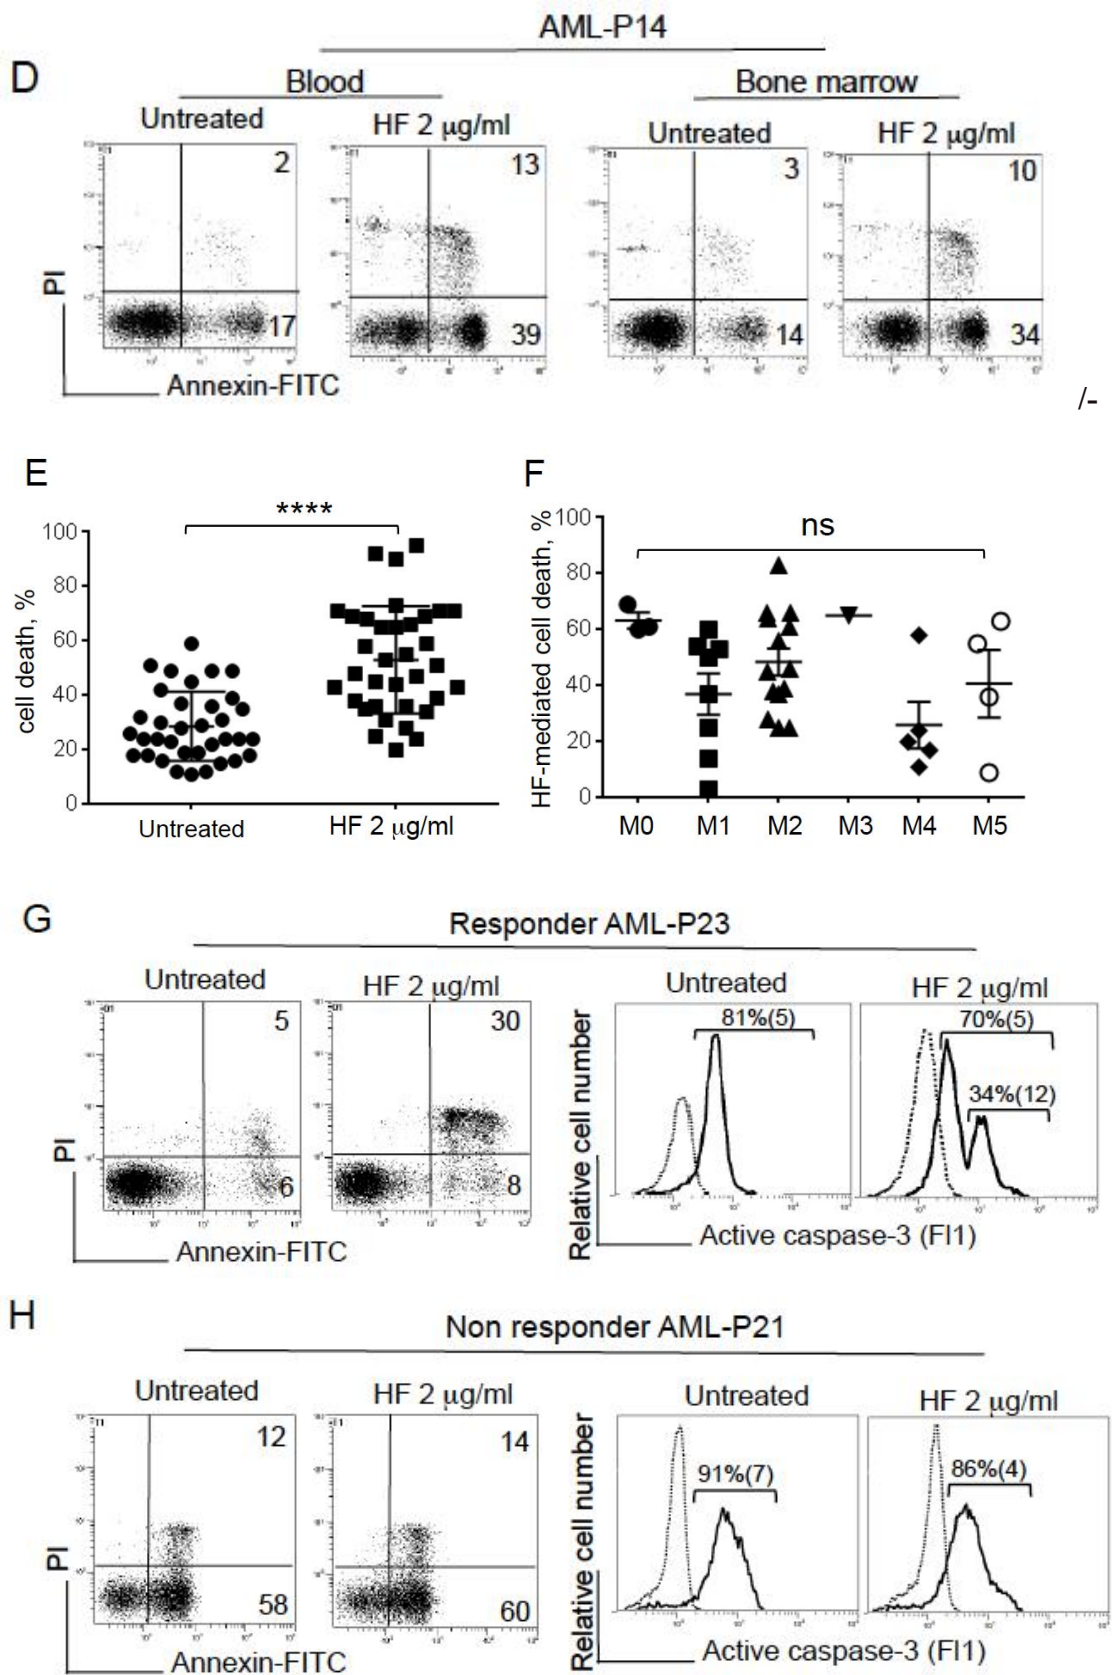 AML-P14
D
Blood
Bone marrow
Untreated
HF 2 μg/ml
Untreated
HF 2 μg/ml
2
13
3
10
17
39
14
34
PI
Annexin-FITC
/-
E
F
cell death, %
100
80
60
40
20
0
****
Untreated
HF 2 μg/ml
HF-mediated cell death, %
100
80
60
40
20
0
ns
M0
M1
M2
M3
M4
M5
G
Responder AML-P23
Untreated
HF 2 μg/ml
Untreated
HF 2 μg/ml
5
30
6
8
PI
Annexin-FITC
81%(5)
70%(5)
34%(12)
Relative cell number
Active caspase-3 (Fl1)
H
Non responder AML-P21
Untreated
HF 2 μg/ml
Untreated
HF 2 μg/ml
12
14
58
60
PI
Annexin-FITC
91%(7)
86%(4)
Relative cell number
Active caspase-3 (Fl1)